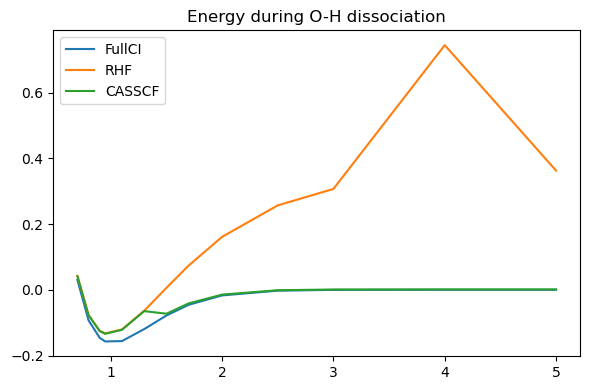 Energy during O-H dissociation
FullCI
RHF
CASSCF
0.6
0.4
0.2
0.0
−0.2
1 2 3 4 5